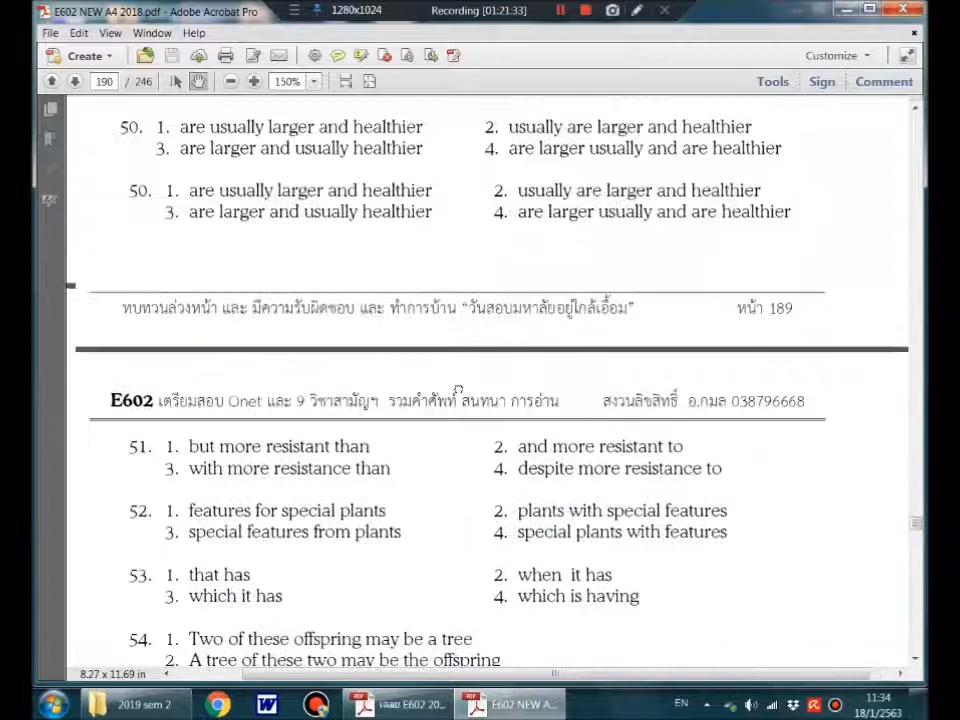 E602 NEW A4 2018.pdf - Adobe Acrobat Pro
1280x1024
Recording [01:21:33]
File Edit View Window Help
Create
Customize
190 / 246
150%
Tools Sign Comment
50. 1. are usually larger and healthier 2. usually are larger and healthier
3. are larger and usually healthier 4. are larger usually and are healthier
50. 1. are usually larger and healthier 2. usually are larger and healthier
3. are larger and usually healthier 4. are larger usually and are healthier
ทบทวนล่วงหน้า และ มีความรับผิดชอบ และ ทำการบ้าน “วันสอบมหาลัยอยู่ใกล้เอื้อม” หน้า 189
E602 เตรียมสอบ Onet และ 9 วิชาสามัญฯ รวมคำศัพท์ สนทนา การอ่าน สงวนลิขสิทธิ์ อ.กมล 038796668
51. 1. but more resistant than 2. and more resistant to
3. with more resistance than 4. despite more resistance to
52. 1. features for special plants 2. plants with special features
3. special features from plants 4. special plants with features
53. 1. that has 2. when it has
3. which it has 4. which is having
54. 1. Two of these offspring may be a tree
2. A tree of these two may be the offspring
8.27 x 11.69 in
2019 sem 2
เฉลย E602 20...
E602 NEW A...
EN
11:34
18/1/2563